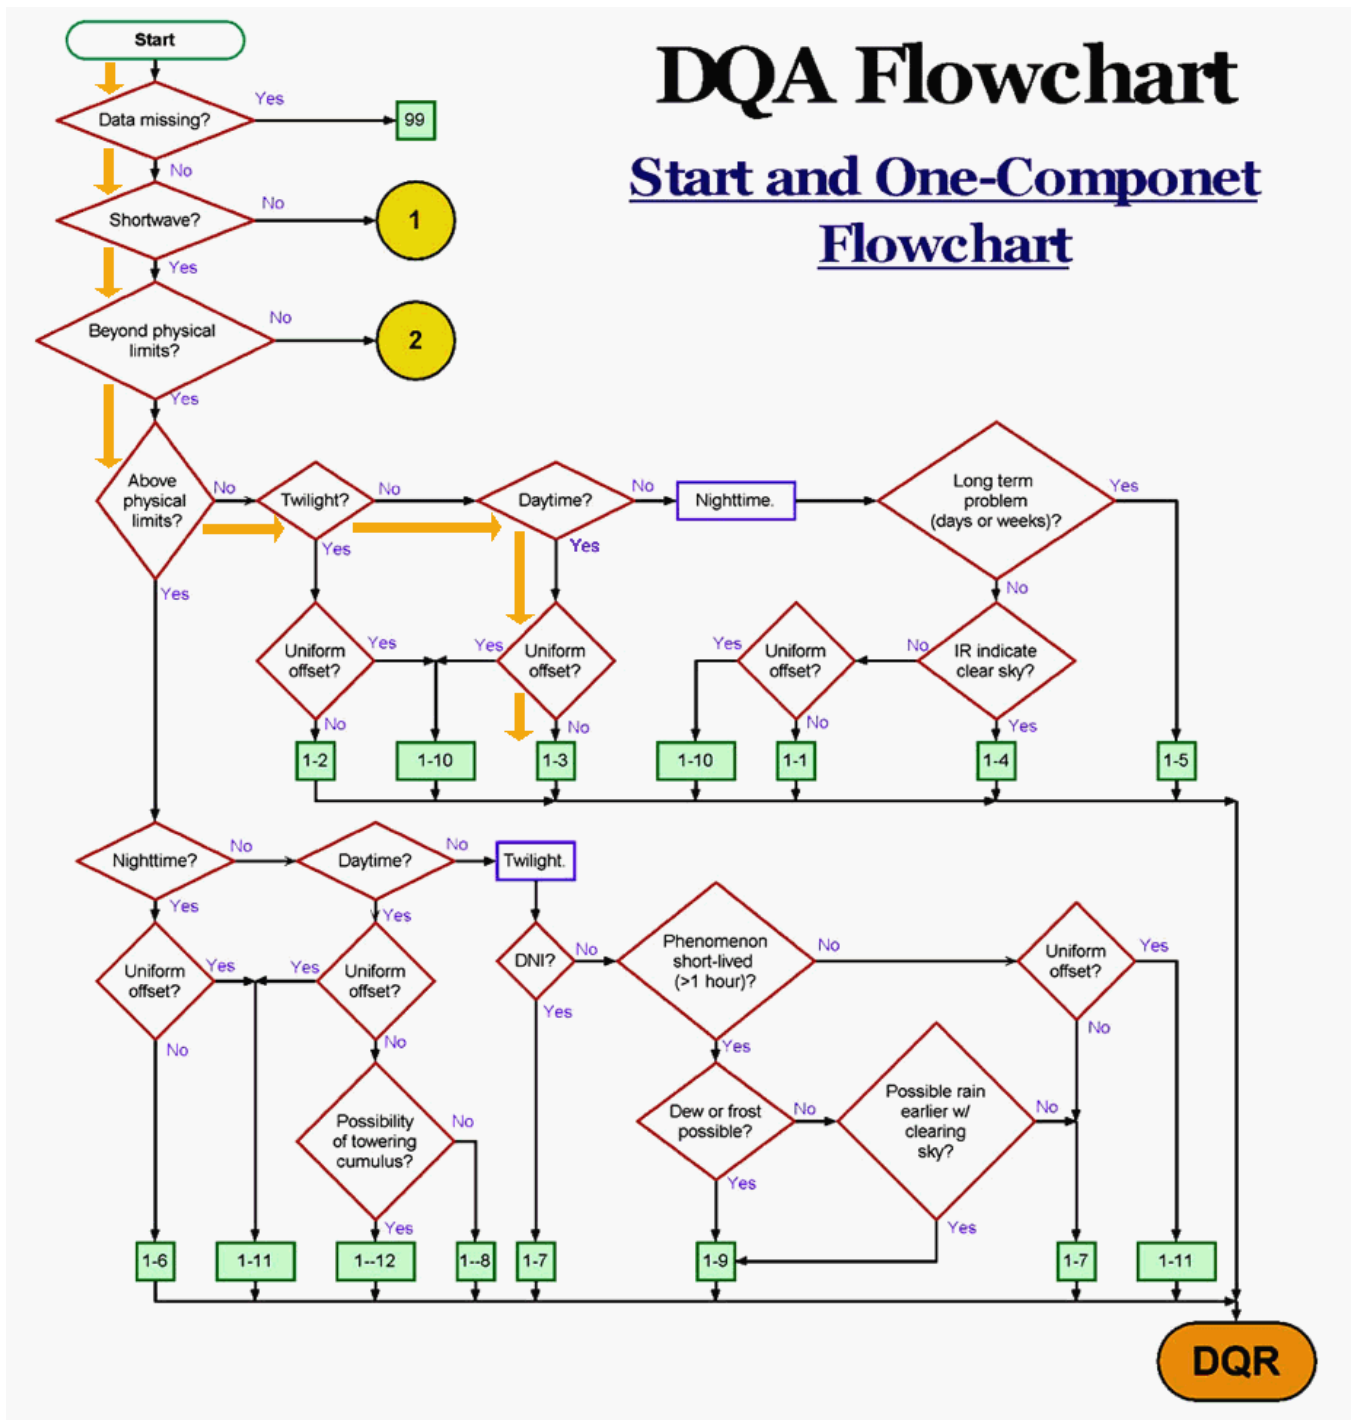 Start
DQA Flowchart
Start and One-Componet
Flowchart
Data missing?
Yes
99
No
Shortwave?
No
1
Yes
Beyond physical
limits?
No
2
Yes
Above
physical
limits?
No
Twilight?
No
Daytime?
No
Nighttime.
Long term
problem
(days or weeks)?
Yes
Yes
Yes
Yes
No
Uniform
offset?
Yes
Yes
Uniform
offset?
Yes
Uniform
offset?
No
IR indicate
clear sky?
No
No
No
Yes
1-2
1-10
1-3
1-10
1-1
1-4
1-5
Nighttime?
No
Daytime?
No
Twilight.
Yes
Yes
Uniform
offset?
Yes
Yes
Uniform
offset?
DNI?
No
Phenomenon
short-lived
(>1 hour)?
No
Uniform
offset?
Yes
No
No
Yes
Yes
No
Possibility
of towering
cumulus?
No
Dew or frost
possible?
No
Possible rain
earlier w/
clearing
sky?
No
Yes
Yes
Yes
1-6
1-11
1--12
1--8
1-7
1-9
1-7
1-11
DQR